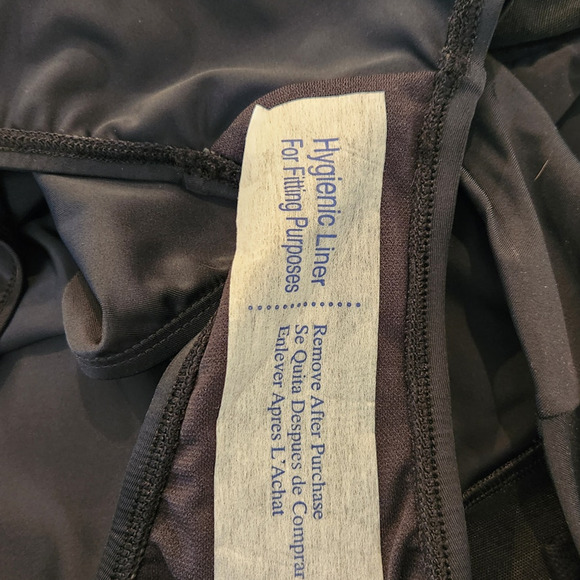 Hygienic Liner
For Fitting Purposes
Remove After Purchase
Se Quita Despues de Comprar
Enlever Apres L'Achat